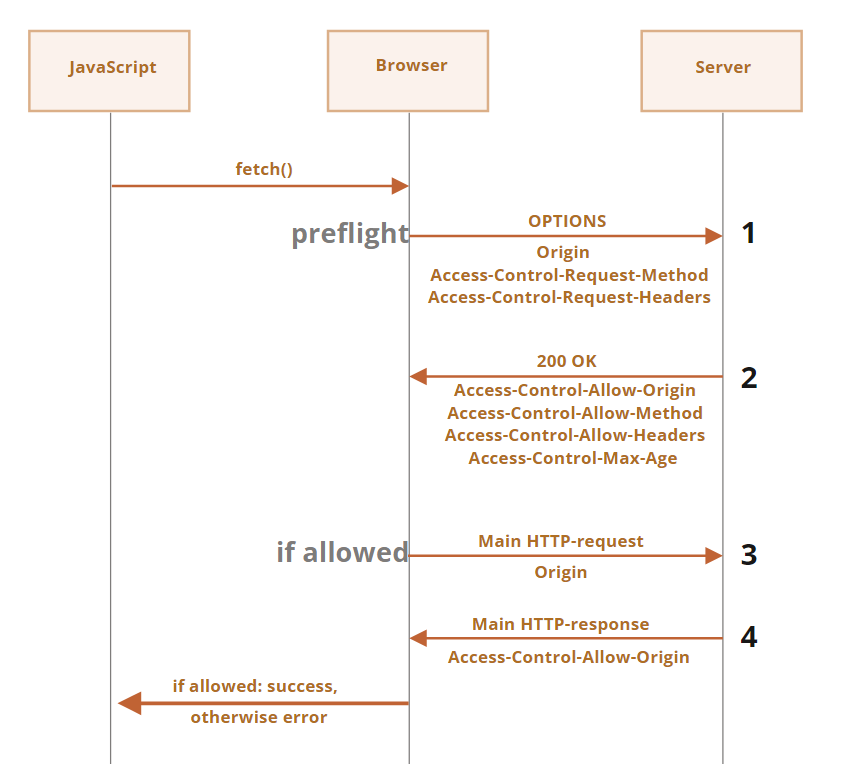 JavaScript
Browser
Server
fetch()
preflight
OPTIONS
1
Origin
Access-Control-Request-Method
Access-Control-Request-Headers
200 OK
2
Access-Control-Allow-Origin
Access-Control-Allow-Method
Access-Control-Allow-Headers
Access-Control-Max-Age
if allowed
Main HTTP-request
3
Origin
Main HTTP-response
4
Access-Control-Allow-Origin
if allowed: success,
otherwise error